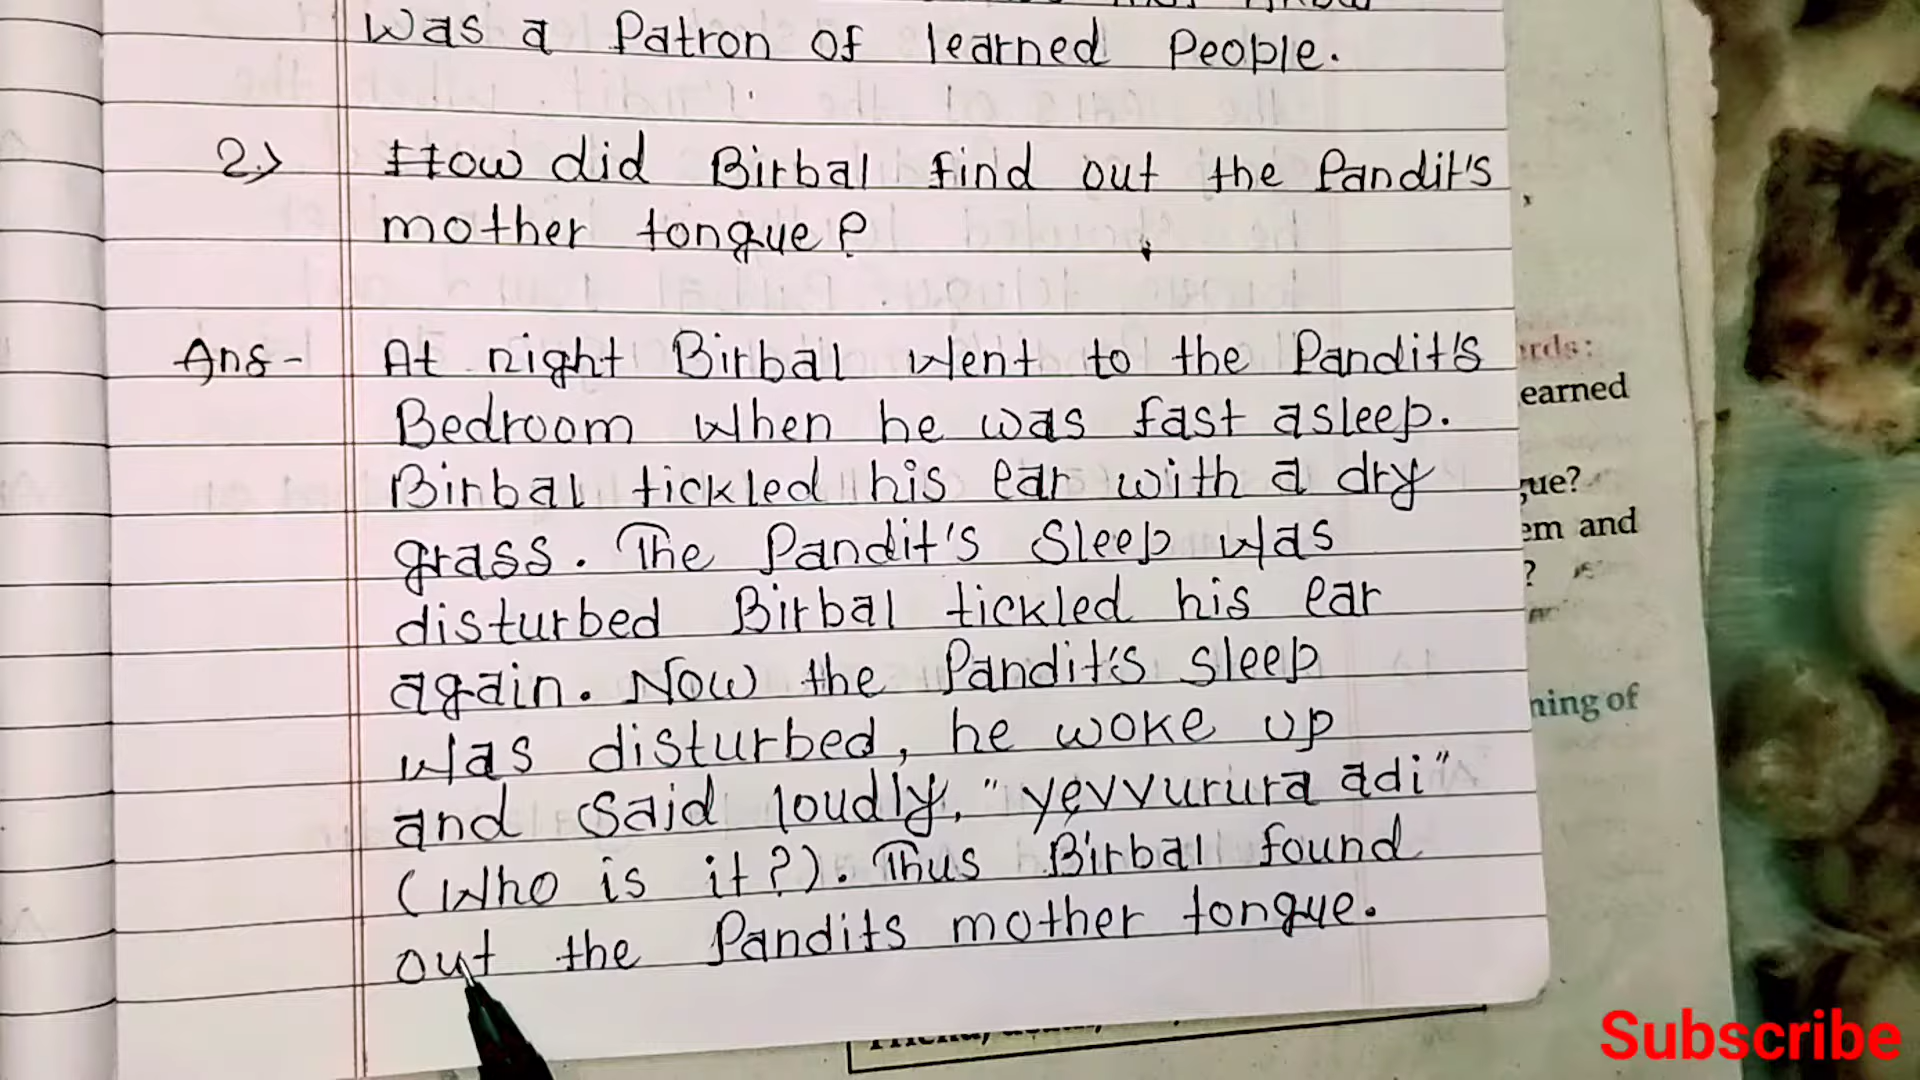 was a Patron of learned People.
2.) How did Birbal find out the Pandit's
mother tongue?
Ans- At night Birbal went to the Pandit's
Bedroom when he was fast asleep.
Birbal tickled his ear with a dry
grass. The Pandit's sleep was
disturbed Birbal tickled his ear
again. Now the Pandit's sleep
was disturbed, he woke up
and said loudly, "yevvurura adi"
(Who is it?). Thus Birbal found
out the Pandits mother tongue.
earned
em and
ning of
Subscribe